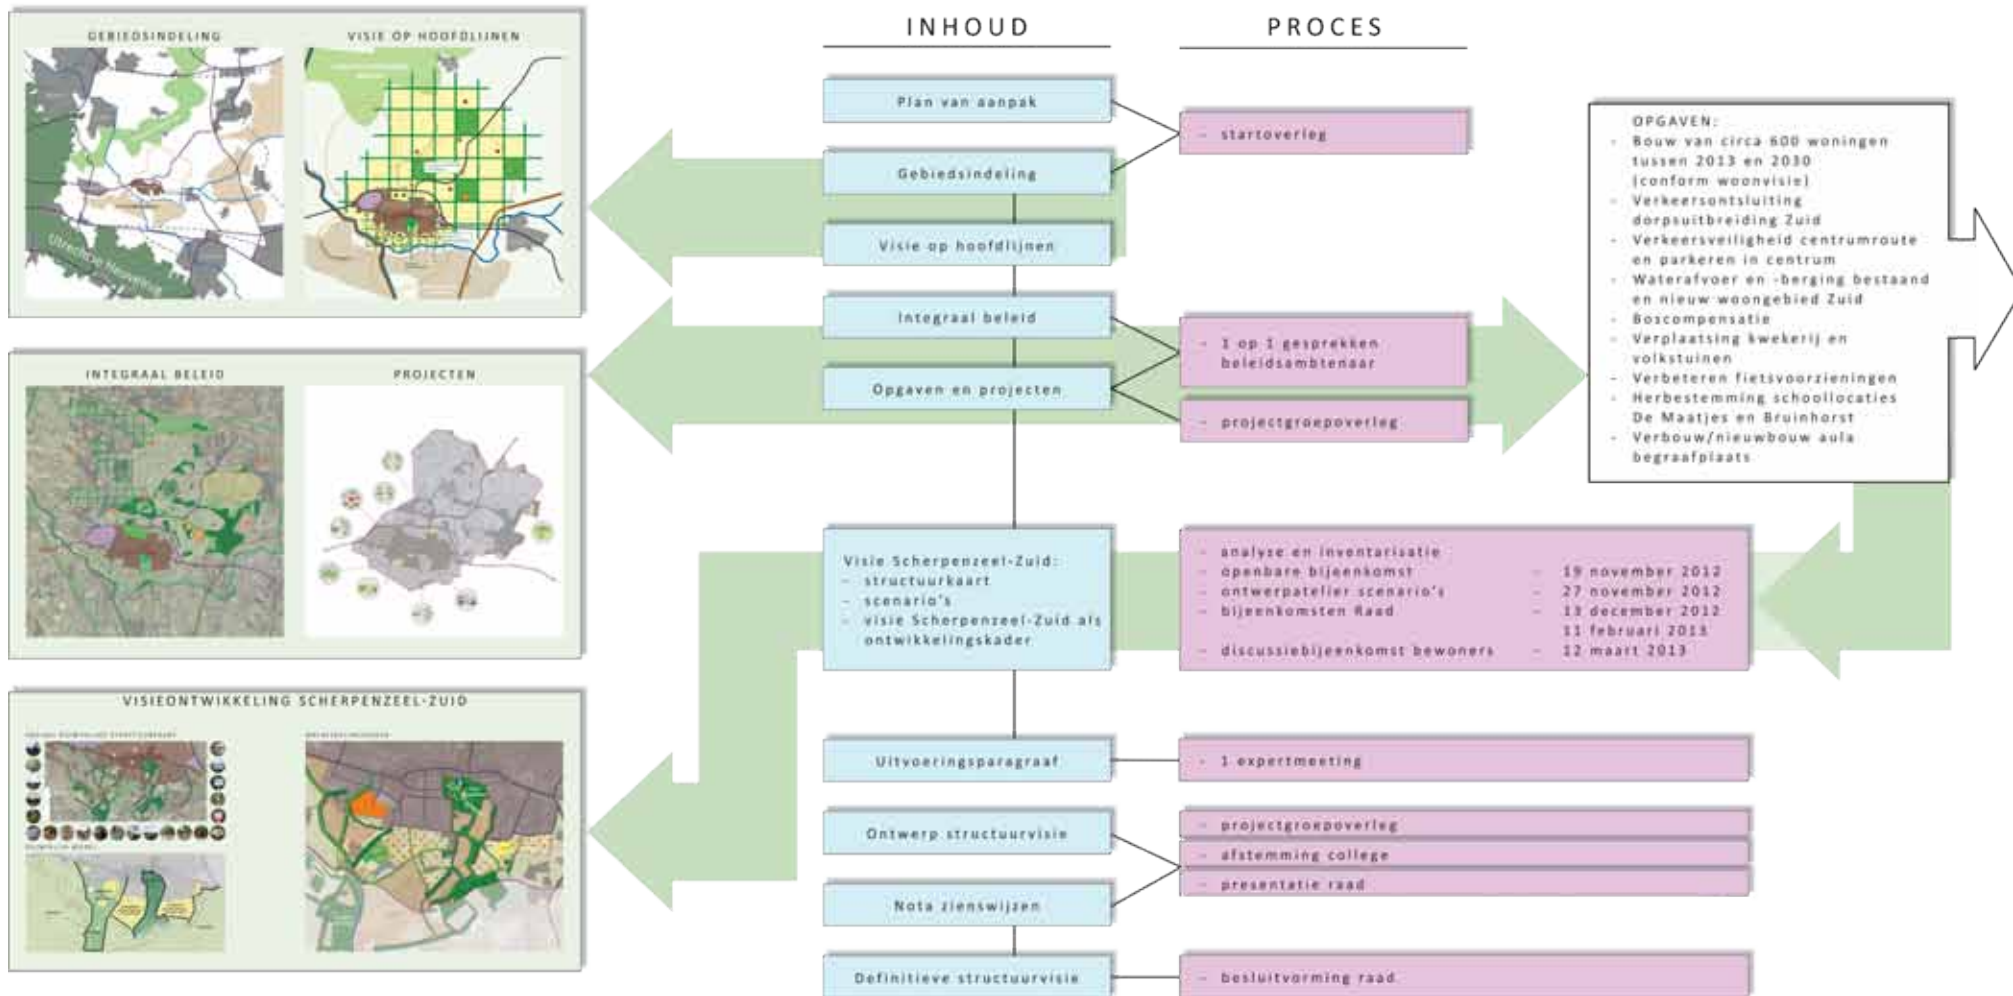 GEBIEDSINDELING
VISIE OP HOOFDLIJNEN
Utrechtse Heuvelrug
INTEGRAAL BELEID
PROJECTEN
VISIEONTWIKKELING SCHERPENZEEL-ZUID
INHOUD
Plan van aanpak
Gebiedsindeling
Visie op hoofdlijnen
Integraal beleid
Opgaven en projecten
Visie Scherpenzeel-Zuid:
- structuurkaart
- scenario's
- visie Scherpenzeel-Zuid als
ontwikkelingskader
Uitvoeringsparagraaf
Ontwerp structuurvisie
Nota zienswijzen
Definitieve structuurvisie
PROCES
- startoverleg
- 1 op 1 gesprekken
beleidsambtenaar
- projectgroepoverleg
- analyse en inventarisatie
- openbare bijeenkomst - 19 november 2012
- ontwerpatelier scenario's - 27 november 2012
- bijeenkomsten Raad - 13 december 2012
11 februari 2013
- discussiebijeenkomst bewoners - 12 maart 2013
- 1 expertmeeting
- projectgroepoverleg
- afstemming college
- presentatie raad
- besluitvorming raad
OPGAVEN:
- Bouw van circa 600 woningen
tussen 2013 en 2030
(conform woonvisie)
- Verkeersontsluiting
dorpsuitbreiding Zuid
- Verkeersveiligheid centrumroute
en parkeren in centrum
- Waterafvoer en -berging bestaand
en nieuw woongebied Zuid
- Boscompensatie
- Verplaatsing kwekerij en
volkstuinen
- Verbeteren fietsvoorzieningen
- Herbestemming schoollocaties
De Maatjes en Bruinhorst
- Verbouw/nieuwbouw aula
begraafplaats